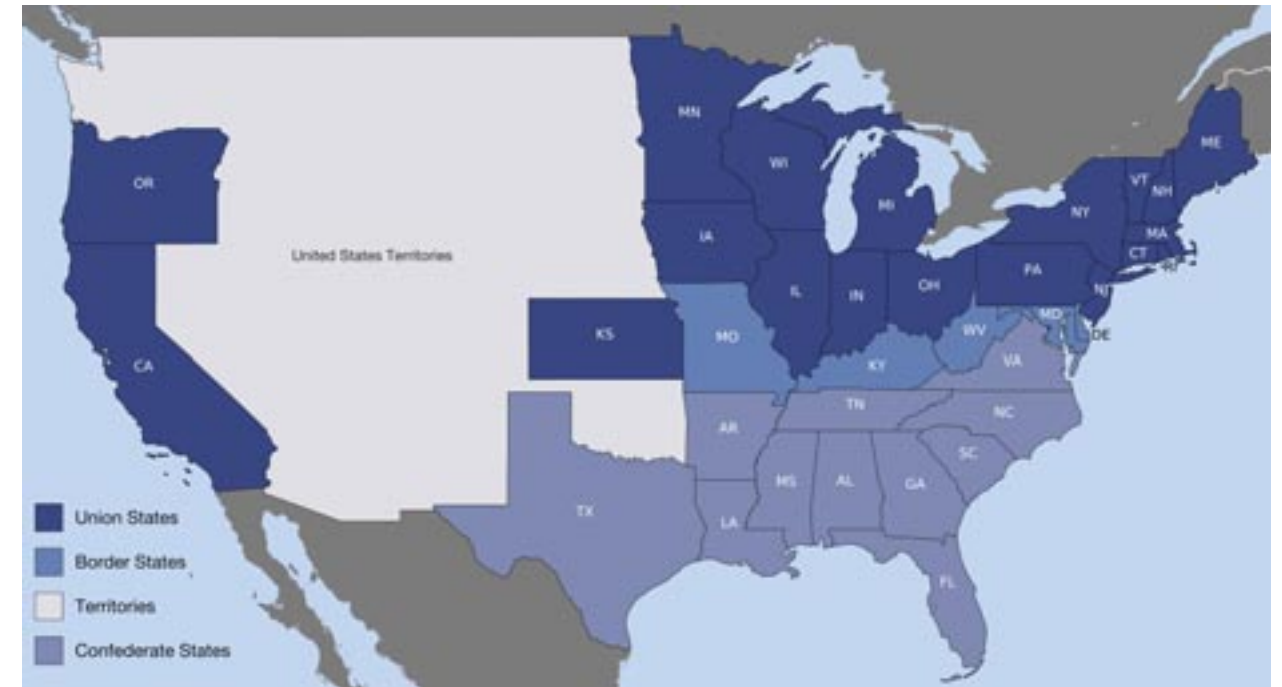 MN
ME
WI
VT
NH
OR
MI
NY
MA
IA
CT
RI
United States Territories
PA
OH
NJ
IL
IN
MD
KS
MO
WV
DE
CA
KY
VA
TN
NC
AR
SC
MS
AL
GA
TX
LA
FL
Union States
Border States
Territories
Confederate States